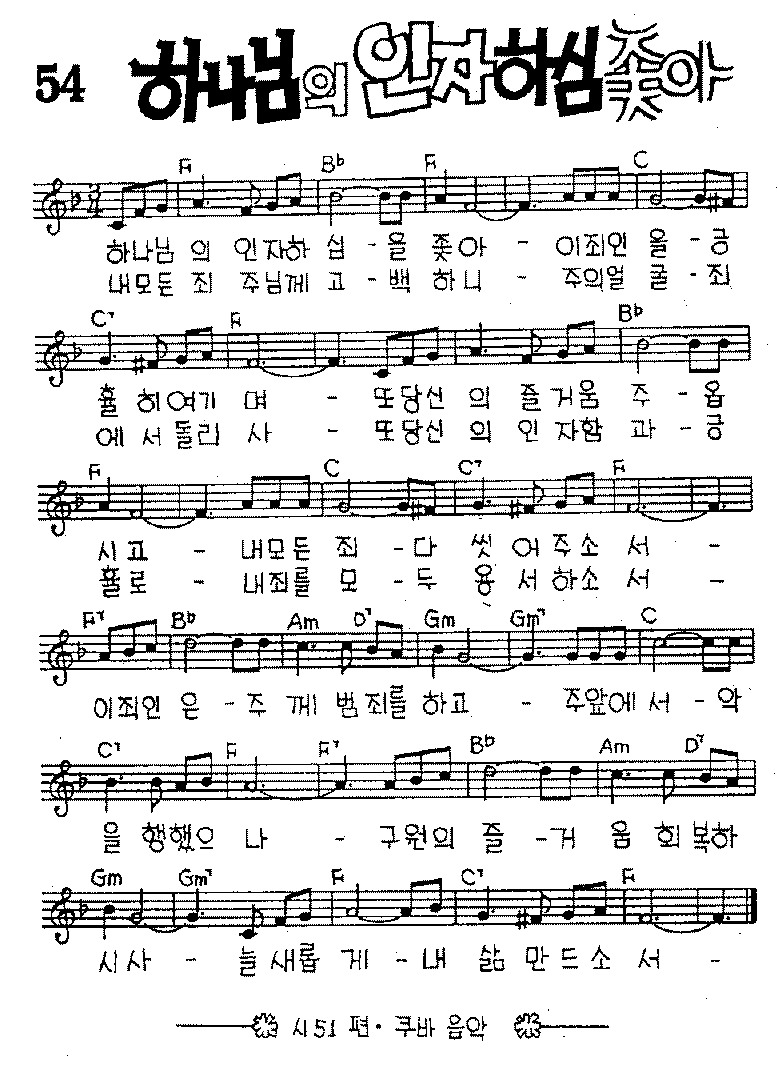 54 하나님의 인자하심 좇아
F B♭ F C
3/4
하나님 의 인자하 심 - 을 좇아 - 이죄인 을 - 긍
내모든 죄 주님께 고 - 백 하니 - 주의얼 굴 - 죄
C7 F B♭
휼 히여기 며 - 또당신 의 즐거움 주 - 옵
에서돌리 사 - 또당신 의 인자함 과 - 긍
F C C7 F
시고 - 내모든 죄 - 다 씻 어주소 서 -
휼로 - 내죄를 모 - 두 용 서하소 서 -
F7 B♭ Am D7 Gm Gm7 C
이죄인 은 - 주 께 범죄를 하고 - 주앞에 서 - 악
C7 F F7 B♭ Am D7
을 행했으 나 - 구원의 즐 - 거 움 회복하
Gm Gm7 F C7 F
시사 - 늘새롭 게 - 내 삶 만드소 서 -
시 51 편 · 쿠바 음악